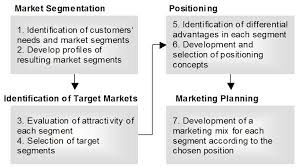 Market Segmentation
1. Identification of customers'
needs and market segments
2. Develop profiles of
resulting market segments
Identification of Target Markets
3. Evaluation of attractivity of
each segment
4. Selection of target
segments
Positioning
5. Identification of differential
advantages in each segment
6. Development and
selection of positioning
concepts
Marketing Planning
7. Development of a
marketing mix for each
segment according to the
chosen position